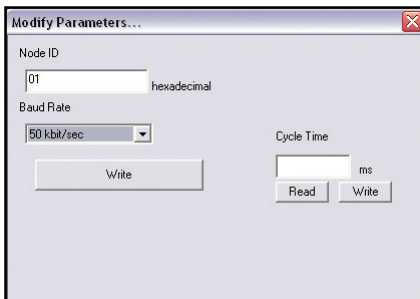 Modify Parameters...
Node ID
01
hexadecimal
Baud Rate
50 kbit/sec
Write
Cycle Time
ms
Read Write